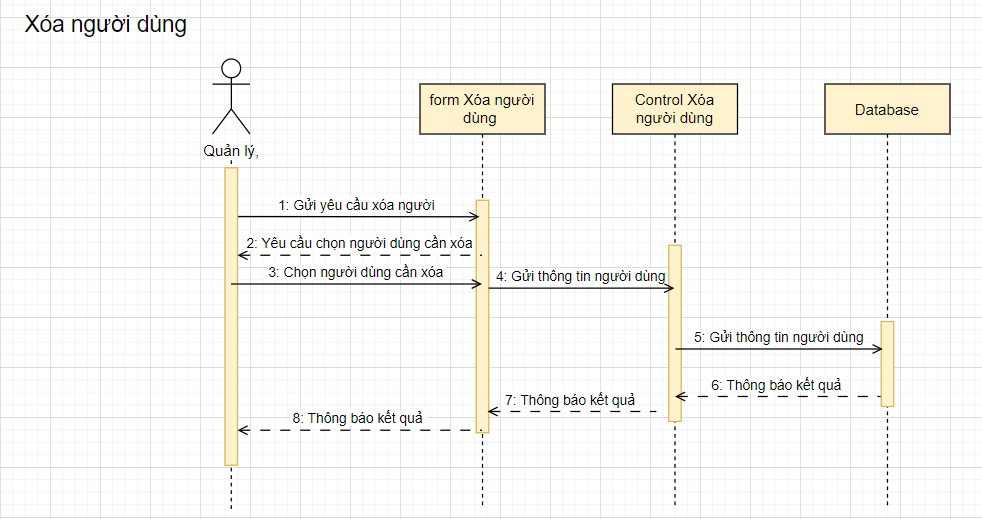 Xóa người dùng
form Xóa người
dùng
Control Xóa
người dùng
Database
Quản lý,
1: Gửi yêu cầu xóa người
2: Yêu cầu chọn người dùng cần xóa
3: Chọn người dùng cần xóa
4: Gửi thông tin người dùng
5: Gửi thông tin người dùng
6: Thông báo kết quả
7: Thông báo kết quả
8: Thông báo kết quả